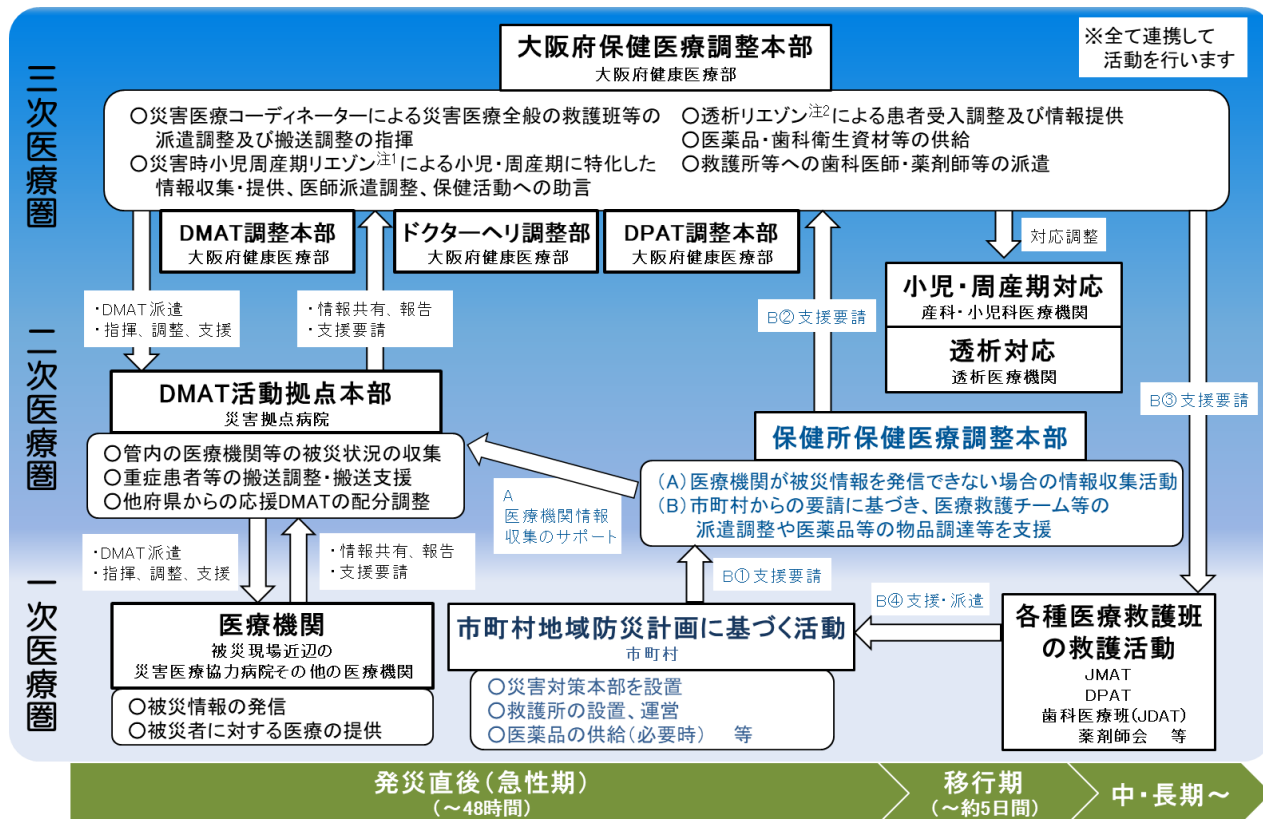 大阪府保健医療調整本部
大阪府健康医療部
※全て連携して
活動を行います
三次医療圏
○災害医療コーディネーターによる災害医療全般の救護班等の
派遣調整及び搬送調整の指揮
○災害時小児周産期リエゾン注1による小児・周産期に特化した
情報収集・提供、医師派遣調整、保健活動への助言
○透析リエゾン注2による患者受入調整及び情報提供
○医薬品・歯科衛生資材等の供給
○救護所等への歯科医師・薬剤師等の派遣
DMAT調整本部
大阪府健康医療部
ドクターヘリ調整部
大阪府健康医療部
DPAT調整本部
大阪府健康医療部
対応調整
・DMAT派遣
・指揮、調整、支援
・情報共有、報告
・支援要請
B②支援要請
小児・周産期対応
産科・小児科医療機関
透析対応
透析医療機関
B③支援要請
二次医療圏
DMAT活動拠点本部
災害拠点病院
○管内の医療機関等の被災状況の収集
○重症患者等の搬送調整・搬送支援
○他府県からの応援DMATの配分調整
保健所保健医療調整本部
(A)医療機関が被災情報を発信できない場合の情報収集活動
(B)市町村からの要請に基づき、医療救護チーム等の
派遣調整や医薬品等の物品調達等を支援
A
医療機関情報
収集のサポート
・DMAT派遣
・指揮、調整、支援
・情報共有、報告
・支援要請
B①支援要請
B④支援・派遣
一次医療圏
医療機関
被災現場近辺の
災害医療協力病院その他の医療機関
○被災情報の発信
○被災者に対する医療の提供
市町村地域防災計画に基づく活動
市町村
○災害対策本部を設置
○救護所の設置、運営
○医薬品の供給(必要時) 等
各種医療救護班
の救護活動
JMAT
DPAT
歯科医療班(JDAT)
薬剤師会 等
発災直後(急性期)
(～48時間)
移行期
(～約5日間)
中・長期～